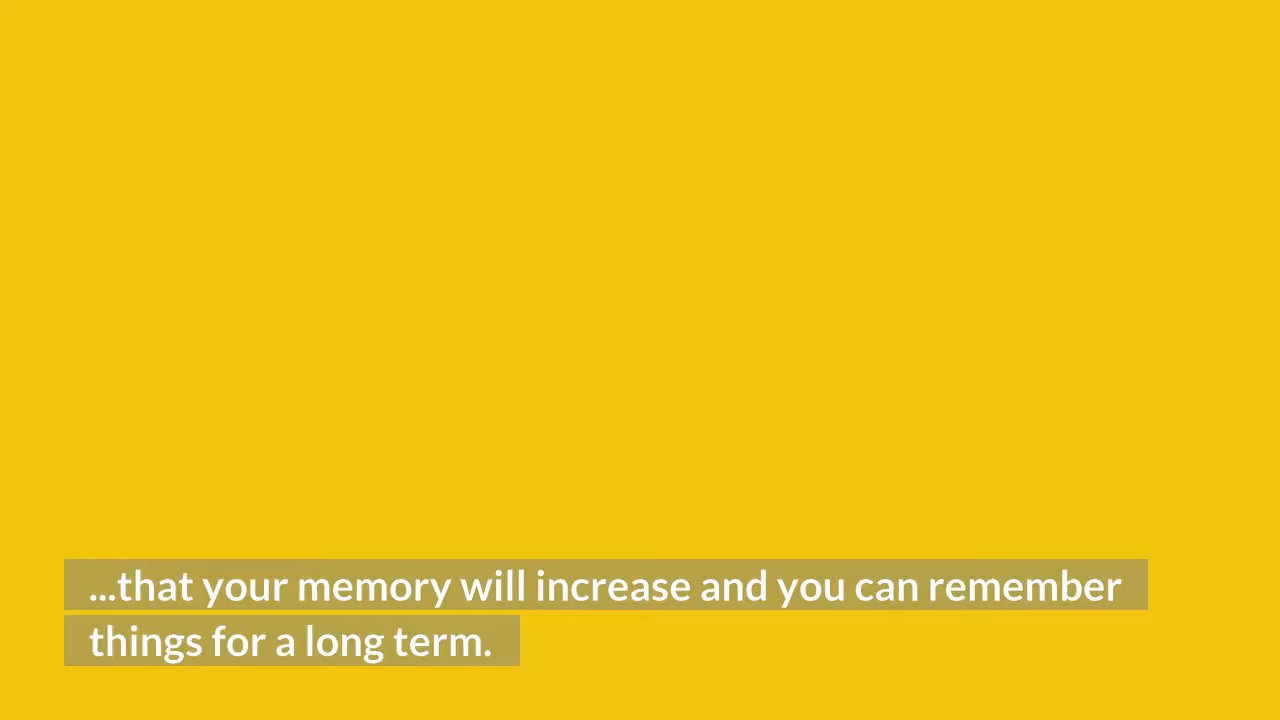 ...that your memory will increase and you can remember
things for a long term.